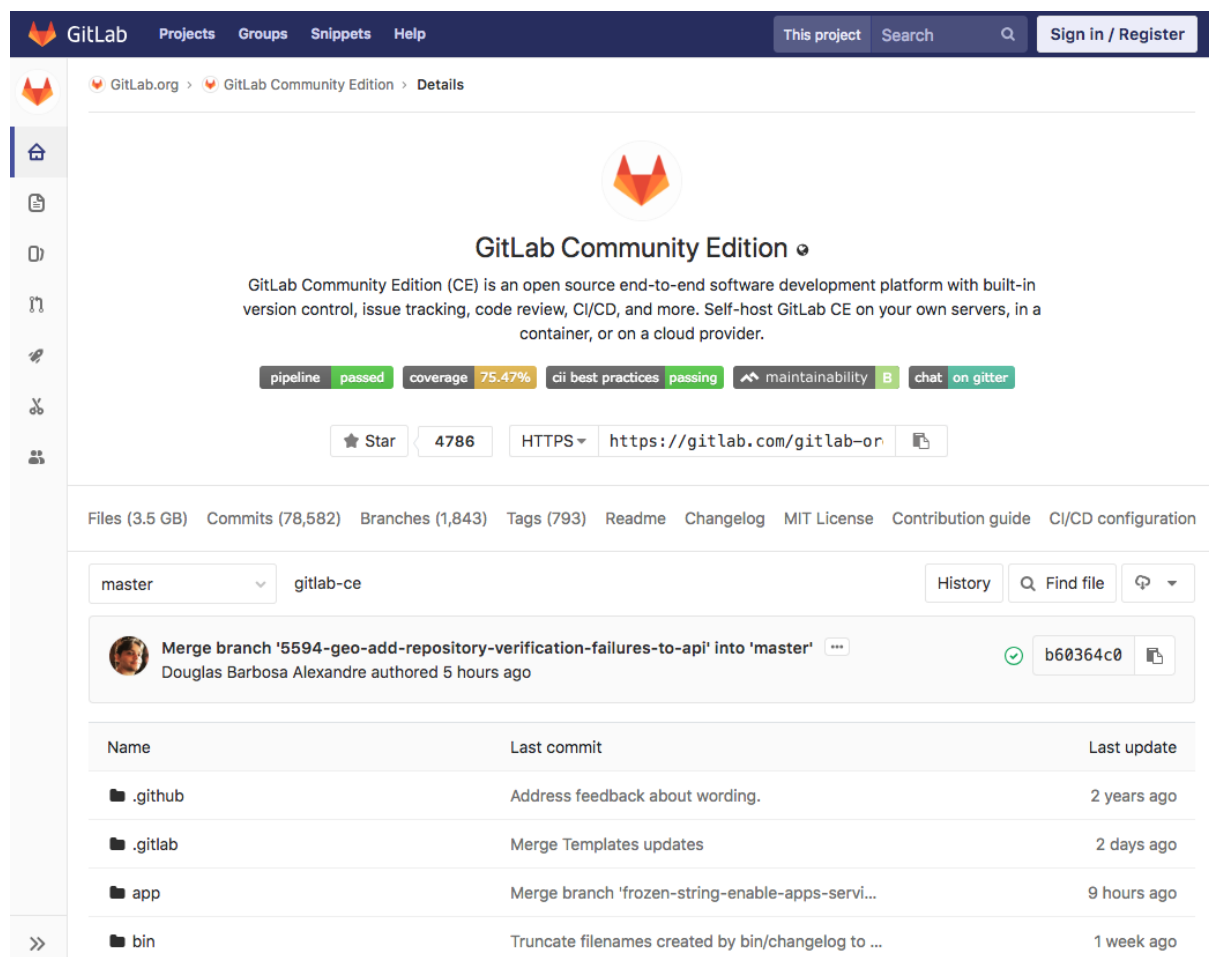 GitLab Projects Groups Snippets Help This project Search Sign in / Register
GitLab.org > GitLab Community Edition > Details
GitLab Community Edition
GitLab Community Edition (CE) is an open source end-to-end software development platform with built-in
version control, issue tracking, code review, CI/CD, and more. Self-host GitLab CE on your own servers, in a
container, or on a cloud provider.
pipeline passed coverage 75.47% cii best practices passing maintainability B chat on gitter
Star 4786 HTTPS https://gitlab.com/gitlab-or
Files (3.5 GB) Commits (78,582) Branches (1,843) Tags (793) Readme Changelog MIT License Contribution guide CI/CD configuration
master gitlab-ce History Find file
Merge branch '5594-geo-add-repository-verification-failures-to-api' into 'master' ...
Douglas Barbosa Alexandre authored 5 hours ago b60364c0
Name Last commit Last update
.github Address feedback about wording. 2 years ago
.gitlab Merge Templates updates 2 days ago
app Merge branch 'frozen-string-enable-apps-servi... 9 hours ago
bin Truncate filenames created by bin/changelog to ... 1 week ago